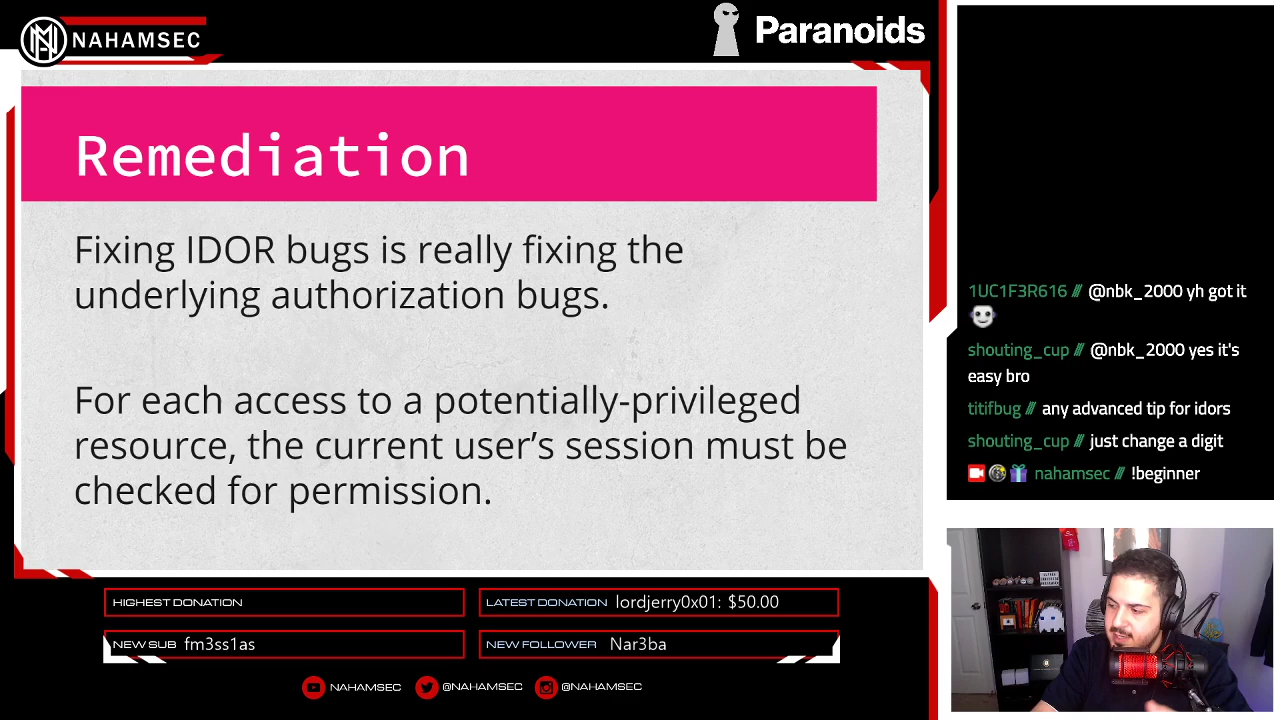 NAHAMSEC
Paranoids
Remediation
Fixing IDOR bugs is really fixing the
underlying authorization bugs.
For each access to a potentially-privileged
resource, the current user’s session must be
checked for permission.
1UC1F3R616 /// @nbk_2000 yh got it
shouting_cup /// @nbk_2000 yes it's
easy bro
titifbug /// any advanced tip for idors
shouting_cup /// just change a digit
nahamsec /// !beginner
HIGHEST DONATION
LATEST DONATION lordjerry0x01: $50.00
NEW SUB fm3ss1as
NEW FOLLOWER Nar3ba
NAHAMSEC @NAHAMSEC @NAHAMSEC